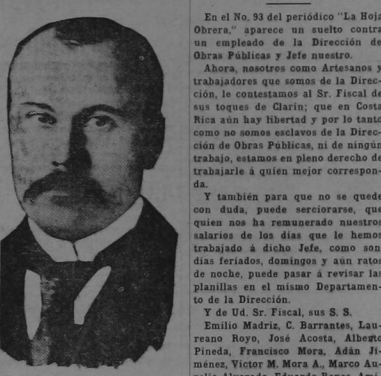 En el No. 93 del periódico "La Hoja
Obrera," aparece un suelto contra
un empleado de la Dirección de
Obras Públicas y Jefe nuestro.
Ahora, nosotros como Artesanos y
trabajadores que somos de la Direc-
ción, le contestamos al Sr. Fiscal de
sus toques de Clarín; que en Costa
Rica aún hay libertad y por lo tanto
como no somos esclavos de la Direc-
ción de Obras Públicas, ni de ningún
trabajo, estamos en pleno derecho de
trabajarle á quien mejor correspon-
da.
Y también para que no se quede
con duda, puede serciorarse, que
quien nos ha remunerado nuestros
salarios de los días que le hemos
trabajado á dicho Jefe, como son
días feriados, domingos y aún ratos
de noche, puede pasar á revisar las
planillas en el mismo Departamen-
to de la Dirección.
Y de Ud. Sr. Fiscal, sus S. S.
Emilio Madriz, C. Barrantes, Lau-
reano Royo, José Acosta, Alberto
Pineda, Francisco Mora, Adán Ji-
ménez, Víctor M. Mora A., Marco Au-